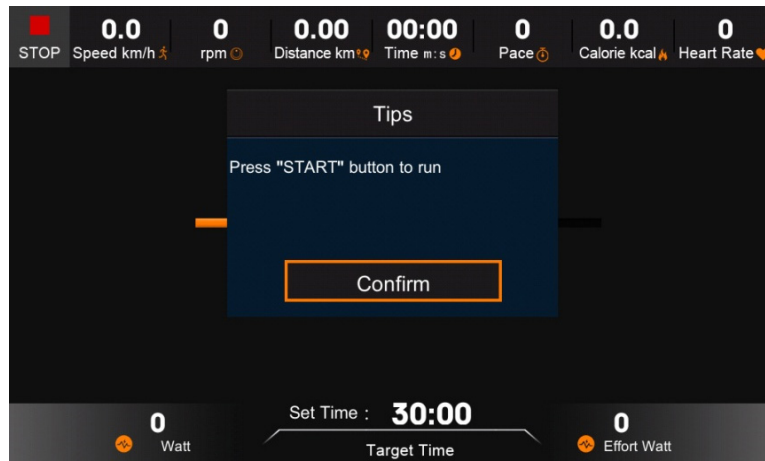 0.0 0 0.00 00:00 0 0.0 0
STOP Speed km/h rpm Distance km Time m:s Pace Calorie kcal Heart Rate
Tips
Press "START" button to run
Confirm
Set Time : 30:00
0 0
Watt Target Time Effort Watt